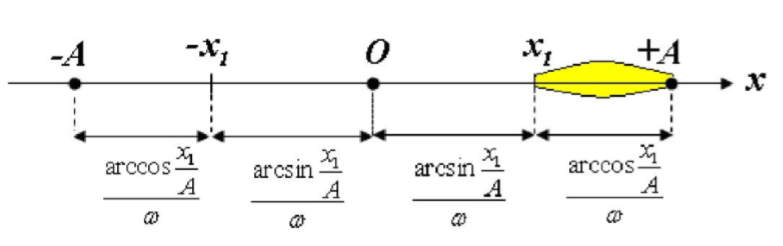 -A -x₁ O x₁ +A
x
arccos x₁/A / ω arcsin x₁/A / ω arcsin x₁/A / ω arccos x₁/A / ω